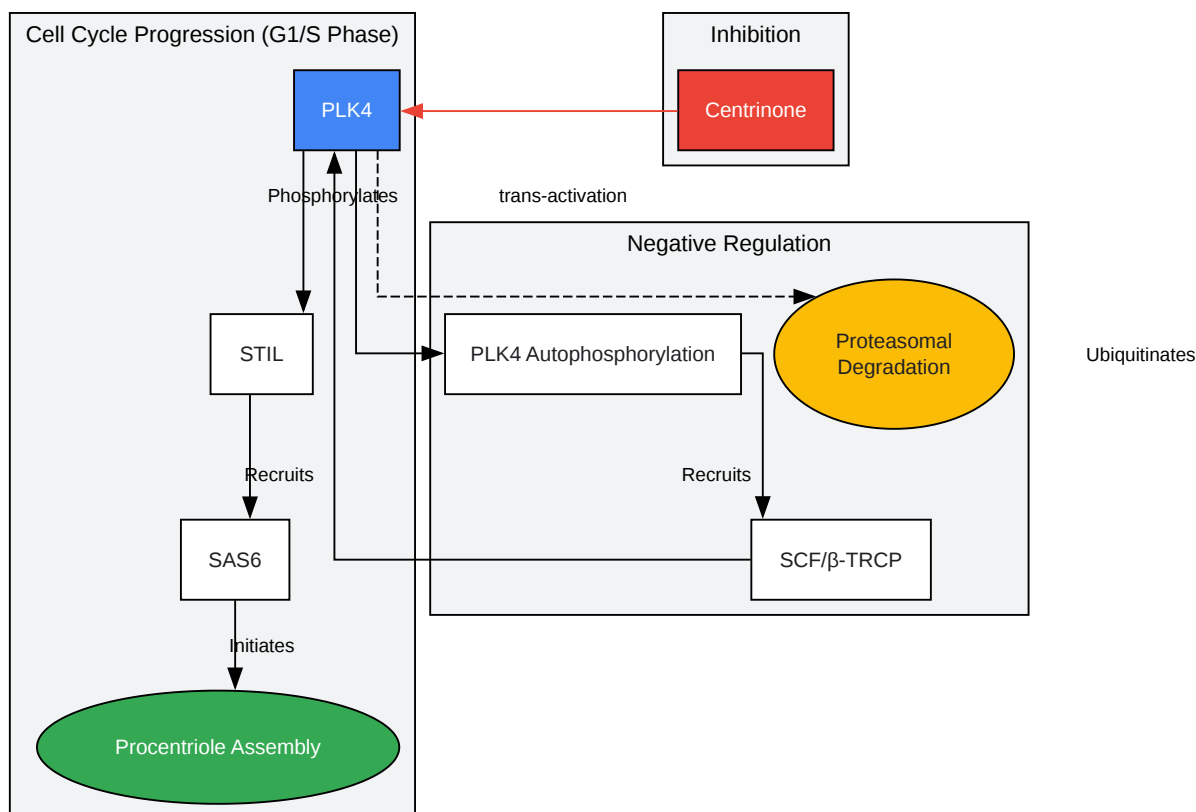 Cell Cycle Progression (G1/S Phase)
Inhibition
PLK4
Centrinone
Phosphorylates
trans-activation
Negative Regulation
STIL
PLK4 Autophosphorylation
Proteasomal
Degradation
Ubiquitinates
Recruits
Recruits
SAS6
SCF/β-TRCP
Initiates
Procentriole Assembly